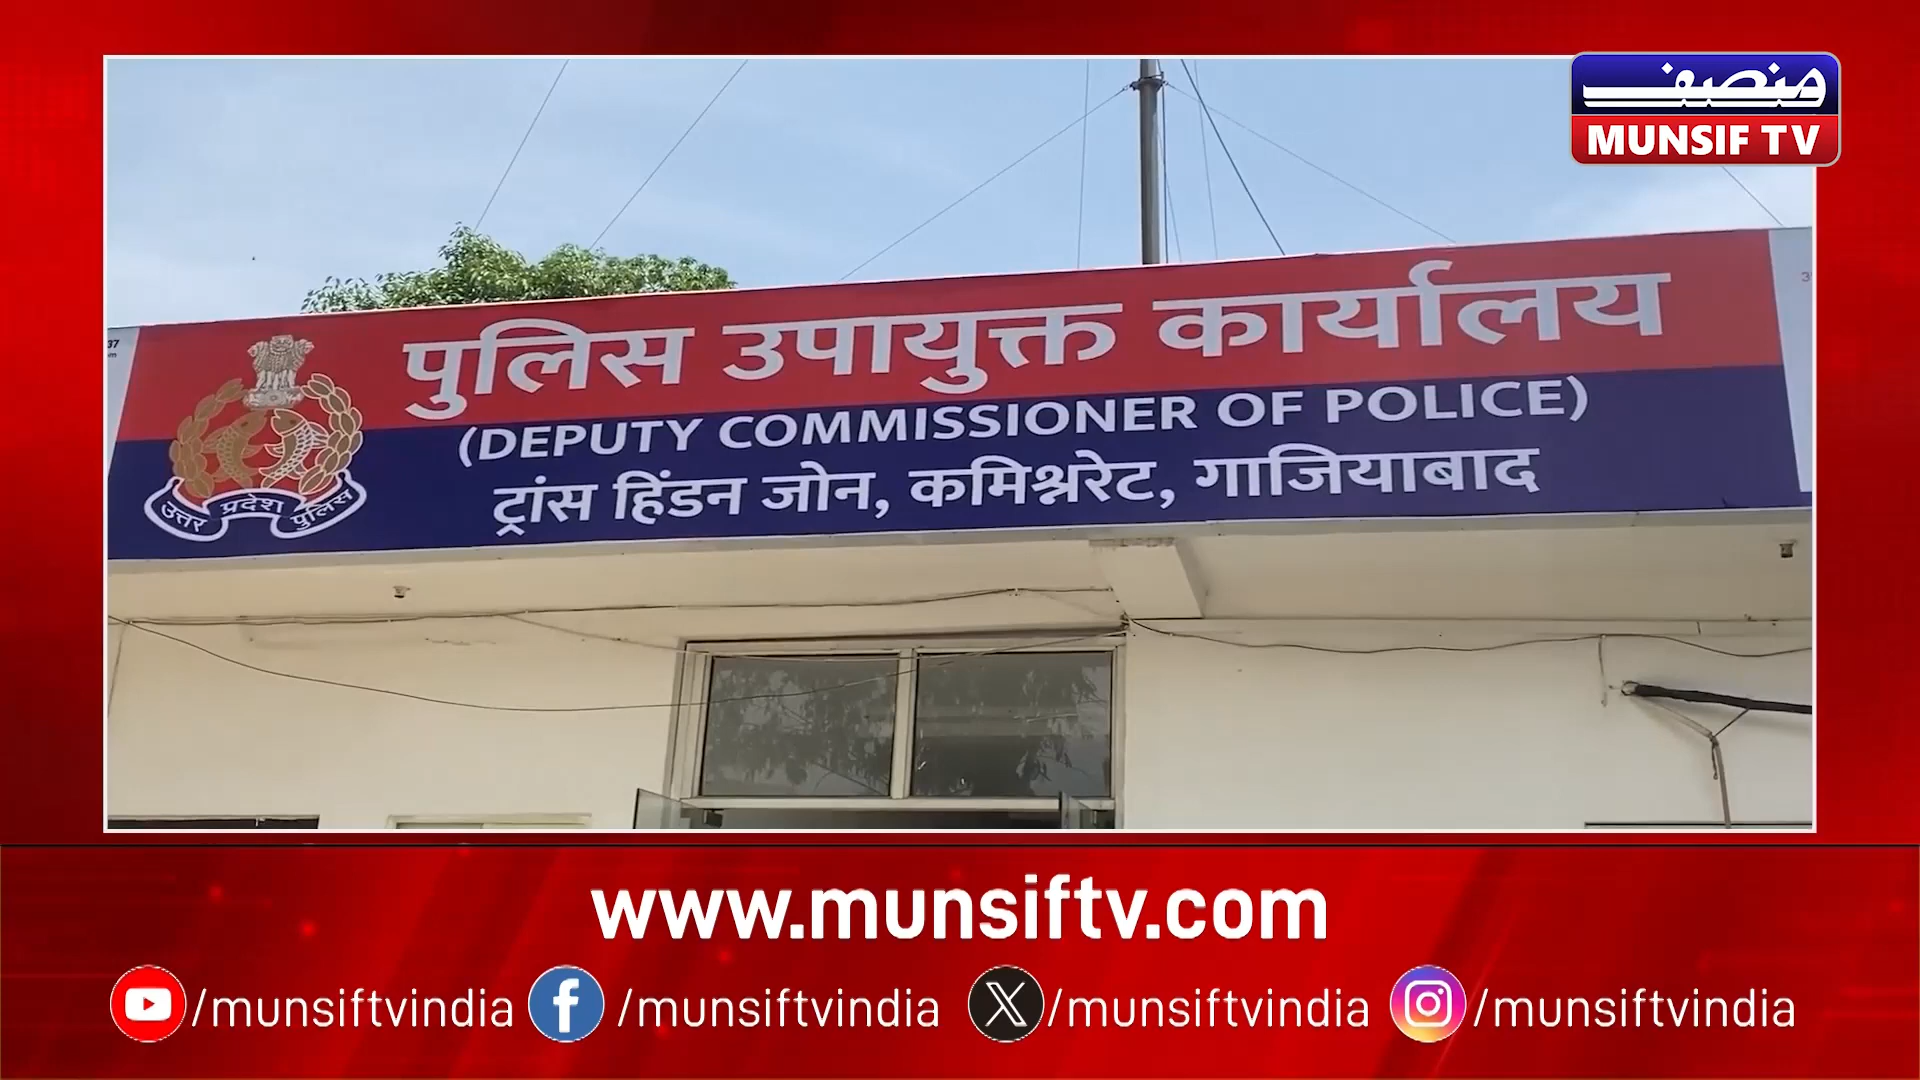 منصف
MUNSIF TV
37
पुलिस उपायुक्त कार्यालय
(DEPUTY COMMISSIONER OF POLICE)
ट्रांस हिंडन जोन, कमिश्नरेट, गाजियाबाद
उत्तर प्रदेश पुलिस
www.munsiftv.com
/munsiftvindia /munsiftvindia /munsiftvindia /munsiftvindia